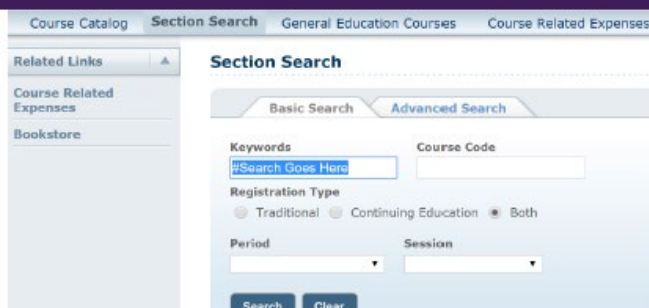 Course Catalog Section Search General Education Courses Course Related Expenses
Related Links
Course Related
Expenses
Bookstore
Section Search
Basic Search Advanced Search
Keywords Course Code
#Search Goes Here
Registration Type
Traditional Continuing Education Both
Period Session
Search Clear